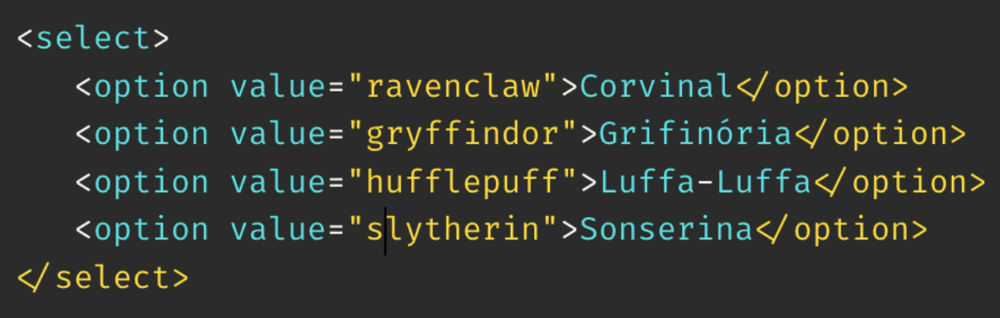 <select>
<option value="ravenclaw">Corvinal</option>
<option value="gryffindor">Grifinória</option>
<option value="hufflepuff">Luffa-Luffa</option>
<option value="slytherin">Sonserina</option>
</select>